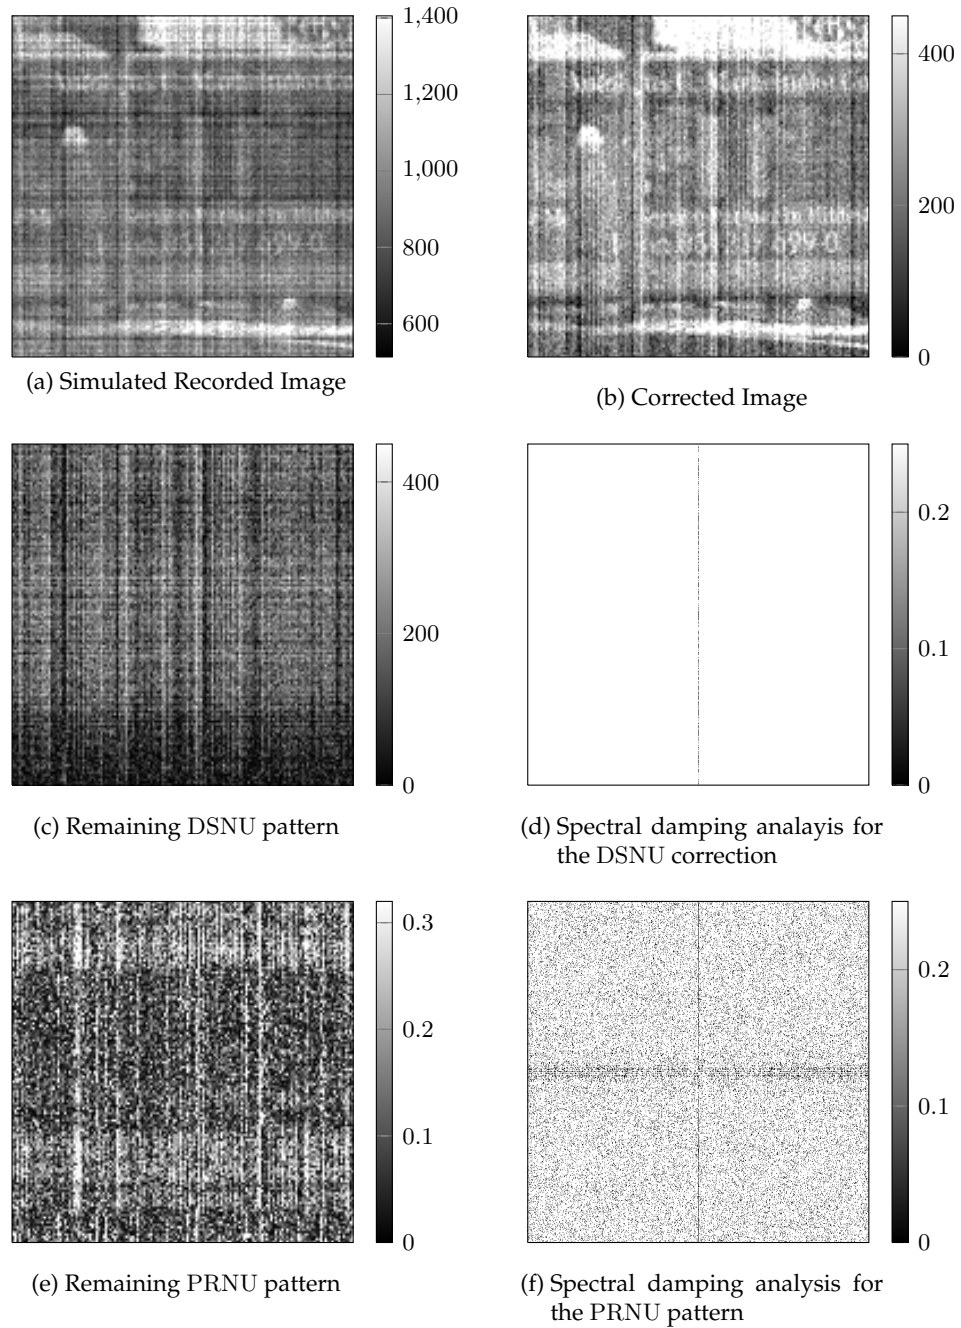 1,400
1,200
1,000
800
600
(a) Simulated Recorded Image
400
200
0
(b) Corrected Image
400
200
0
(c) Remaining DSNU pattern
0.2
0.1
0
(d) Spectral damping analayis for
the DSNU correction
0.3
0.2
0.1
0
(e) Remaining PRNU pattern
0.2
0.1
0
(f) Spectral damping analysis for
the PRNU pattern